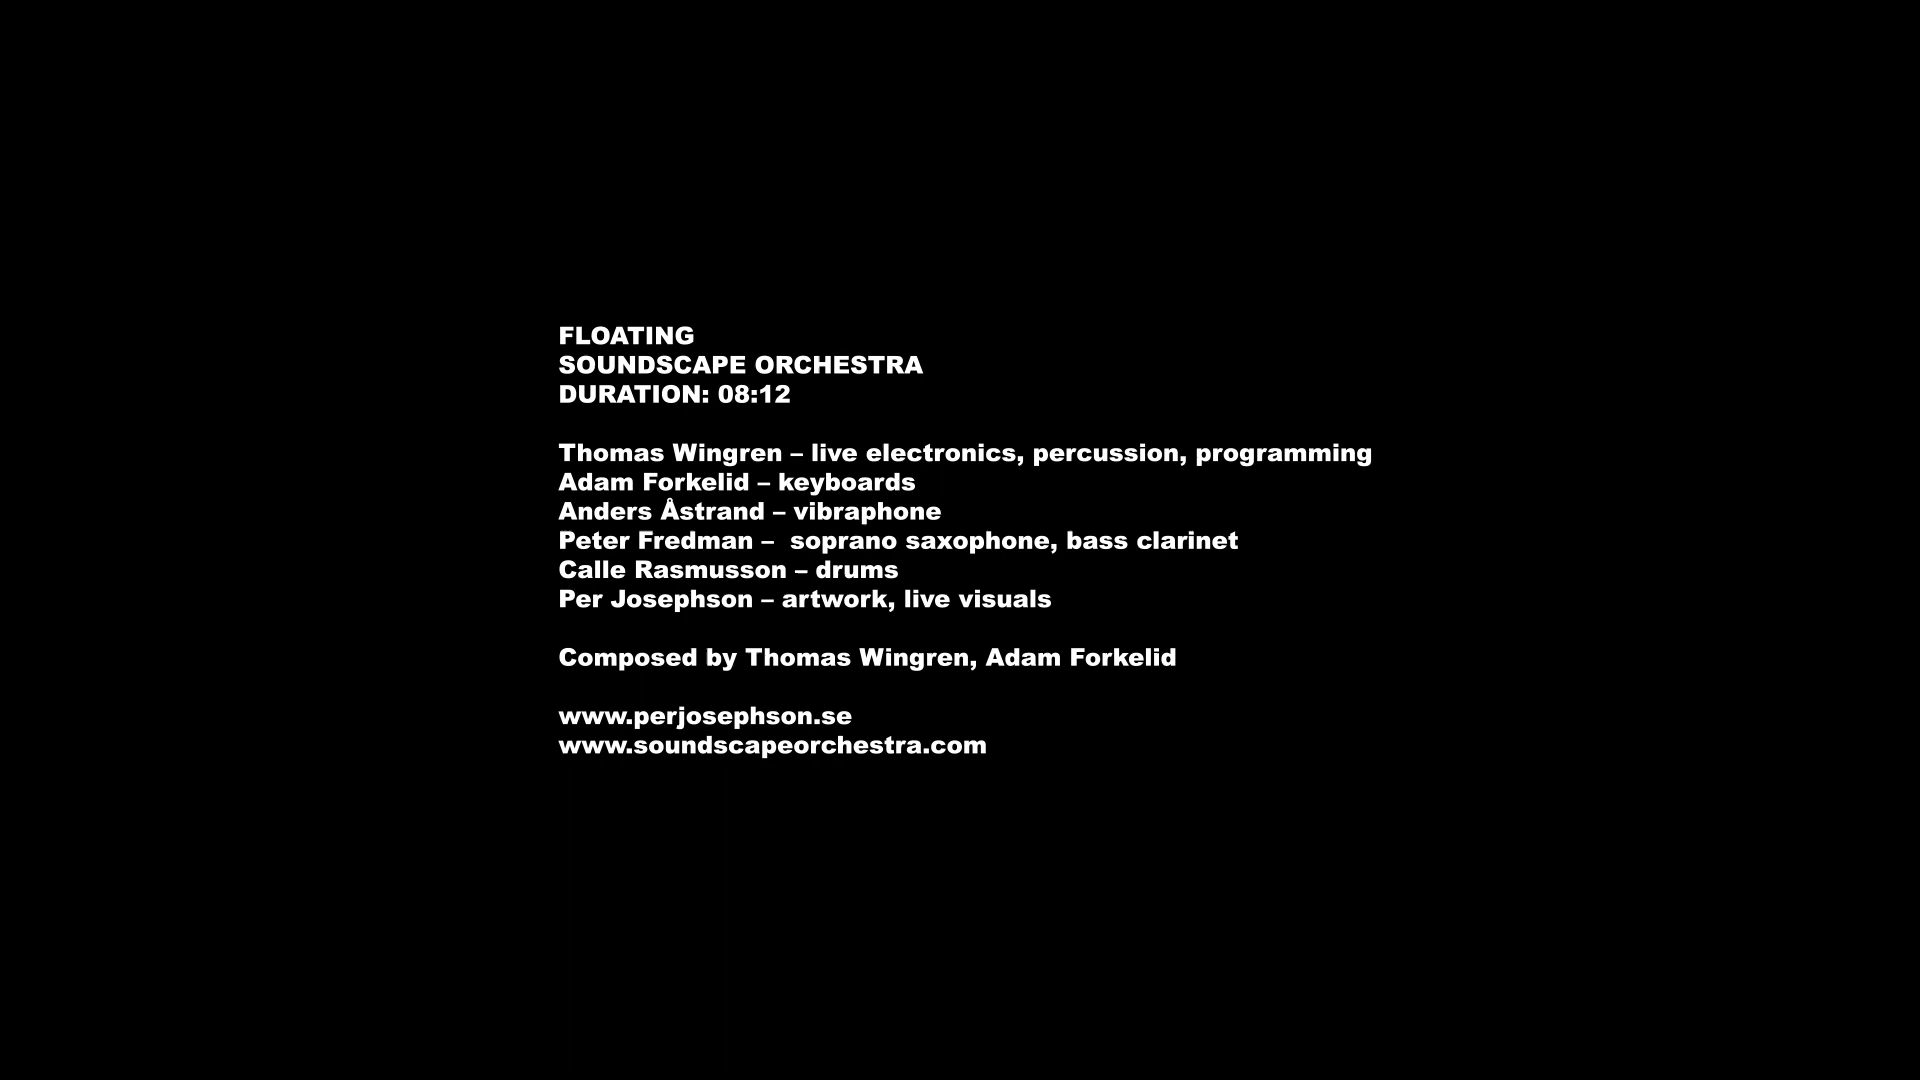 FLOATING
SOUNDSCAPE ORCHESTRA
DURATION: 08:12
Thomas Wingren – live electronics, percussion, programming
Adam Forkelid – keyboards
Anders Åstrand – vibraphone
Peter Fredman –  soprano saxophone, bass clarinet
Calle Rasmusson – drums
Per Josephson – artwork, live visuals
Composed by Thomas Wingren, Adam Forkelid
www.perjosephson.se
www.soundscapeorchestra.com